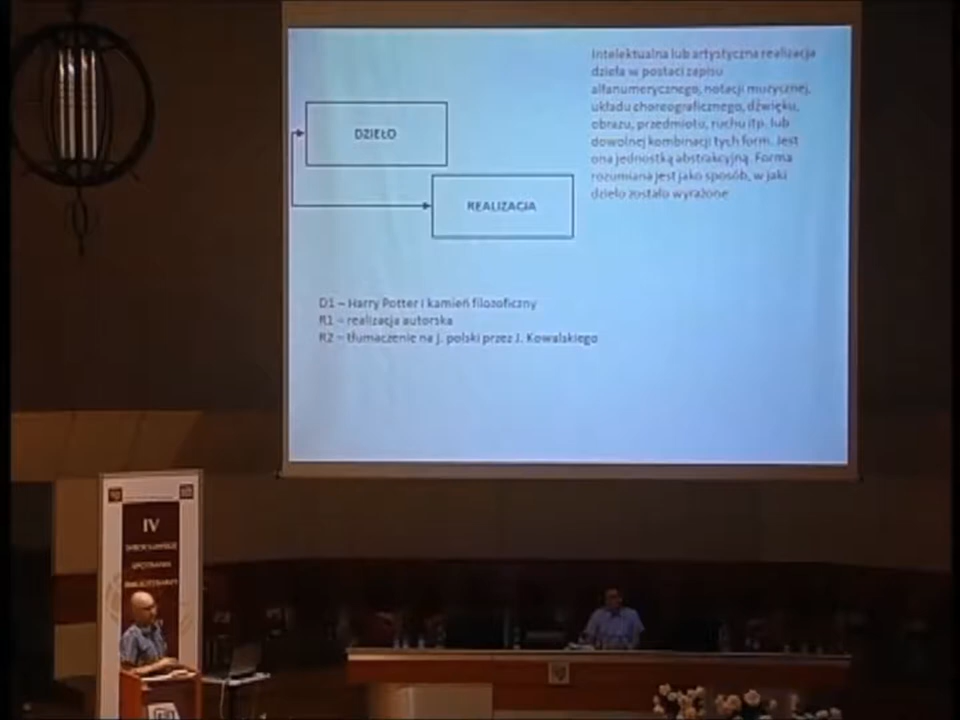 DZIEŁO
REALIZACJA
Intelektualna lub artystyczna realizacja
dzieła w postaci zapisu
alfanumerycznego, notacji muzycznej,
układu choreograficznego, dźwięku,
obrazu, przedmiotu, ruchu itp. lub
dowolnej kombinacji tych form. Jest
ona jednostką abstrakcyjną. Forma
rozumiana jest jako sposób, w jaki
dzieło zostało wyrażone
D1 – Harry Potter i kamień filozoficzny
R1 – realizacja autorska
R2 – tłumaczenie na j. polski przez J. Kowalskiego
IV
SPOTKANIA